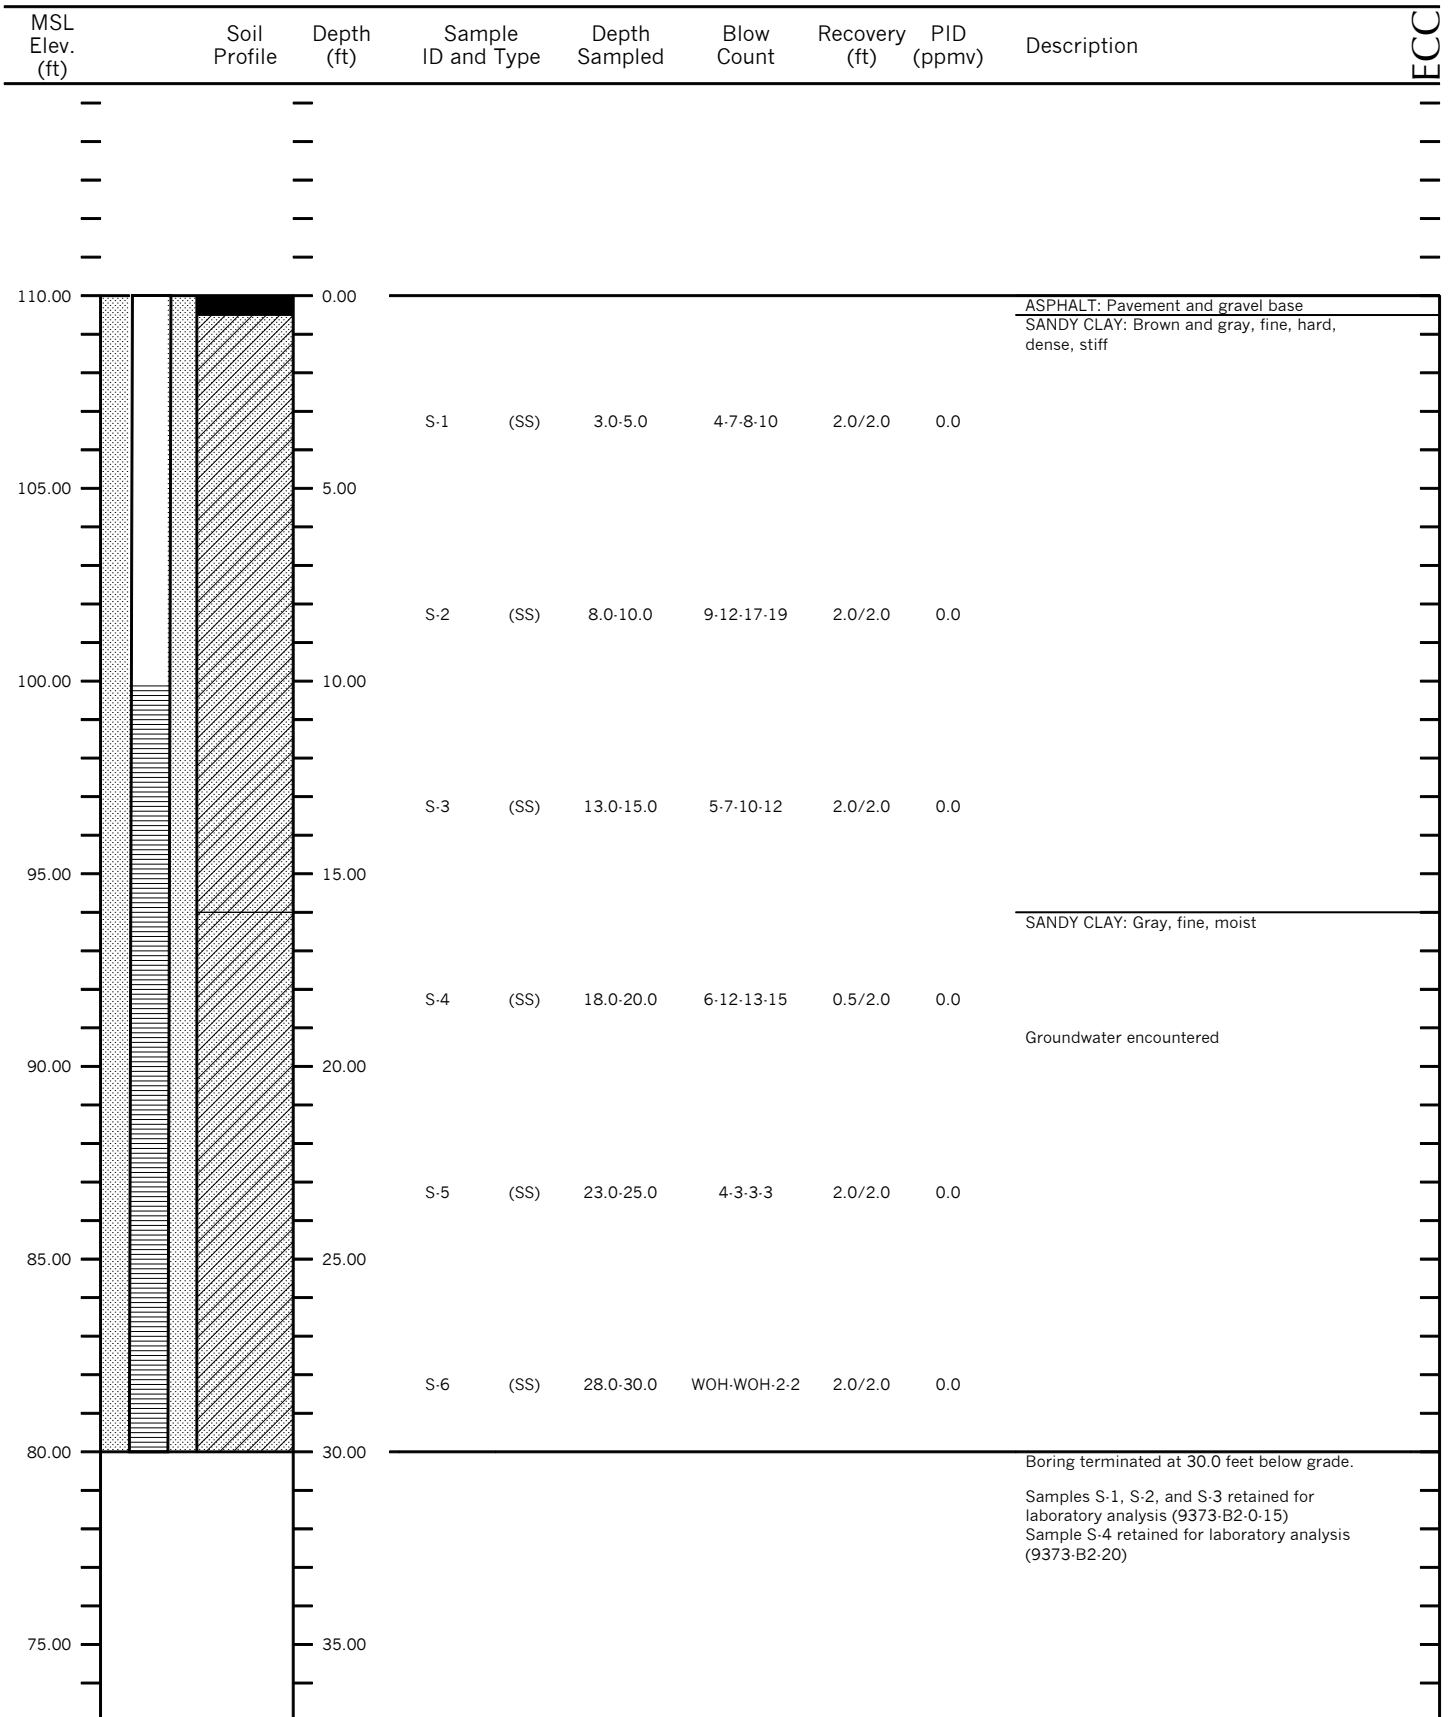 MSL Elev. (ft) Soil Profile Depth (ft) Sample ID and Type Depth Sampled Blow Count Recovery (ft) PID (ppmv) Description ECC
110.00 0.00 ASPHALT: Pavement and gravel base
SANDY CLAY: Brown and gray, fine, hard,
dense, stiff
S-1 (SS) 3.0-5.0 4-7-8-10 2.0/2.0 0.0
105.00 5.00
S-2 (SS) 8.0-10.0 9-12-17-19 2.0/2.0 0.0
100.00 10.00
S-3 (SS) 13.0-15.0 5-7-10-12 2.0/2.0 0.0
95.00 15.00
SANDY CLAY: Gray, fine, moist
S-4 (SS) 18.0-20.0 6-12-13-15 0.5/2.0 0.0
Groundwater encountered
90.00 20.00
S-5 (SS) 23.0-25.0 4-3-3-3 2.0/2.0 0.0
85.00 25.00
S-6 (SS) 28.0-30.0 WOH-WOH-2-2 2.0/2.0 0.0
80.00 30.00
Boring terminated at 30.0 feet below grade.
Samples S-1, S-2, and S-3 retained for
laboratory analysis (9373-B2-0-15)
Sample S-4 retained for laboratory analysis
(9373-B2-20)
75.00 35.00